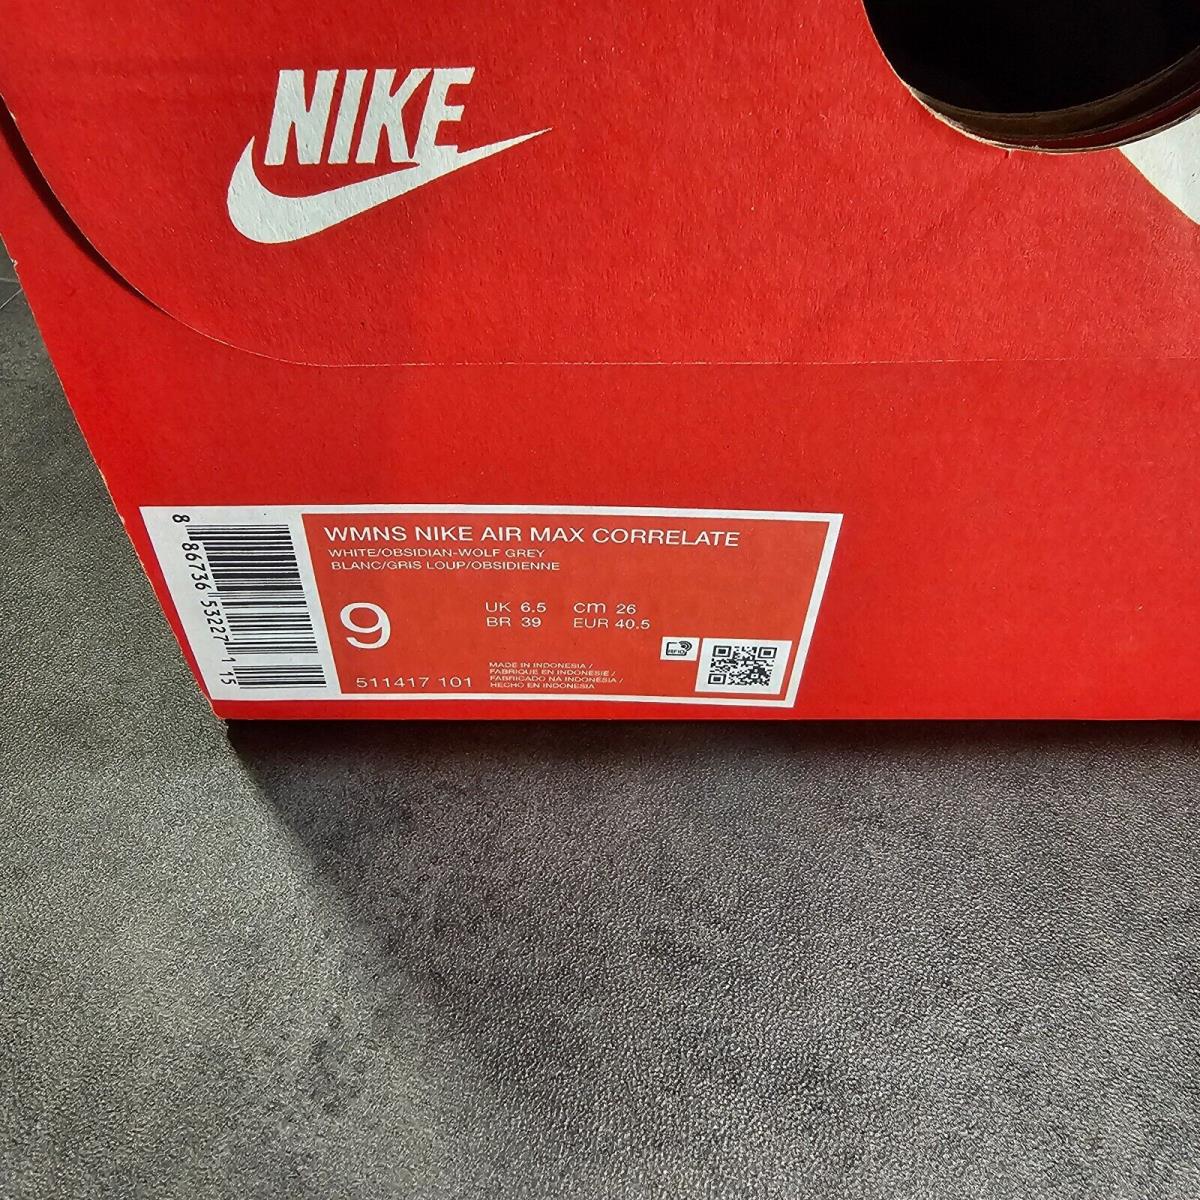 NIKE
8 86736 53227 1 15
WMNS NIKE AIR MAX CORRELATE
WHITE/OBSIDIAN-WOLF GREY
BLANC/GRIS LOUP/OBSIDIENNE
9
UK 6.5 cm 26
BR 39 EUR 40.5
RFID
511417 101
MADE IN INDONESIA /
FABRIQUE EN INDONESIE /
FABRICADO NA INDONESIA /
HECHO EN INDONESIA